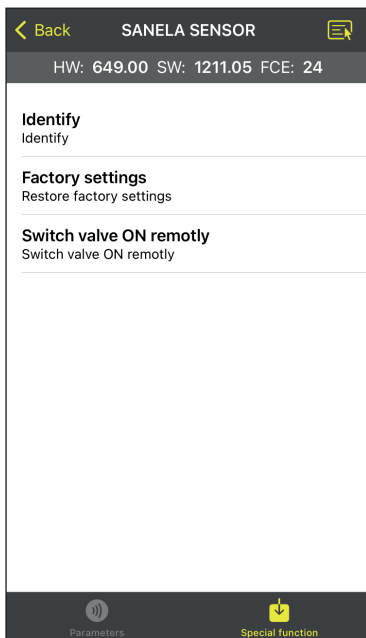 Back SANELA SENSOR
HW: 649.00 SW: 1211.05 FCE: 24
Identify
Identify
Factory settings
Restore factory settings
Switch valve ON remotly
Switch valve ON remotly
Parameters Special function